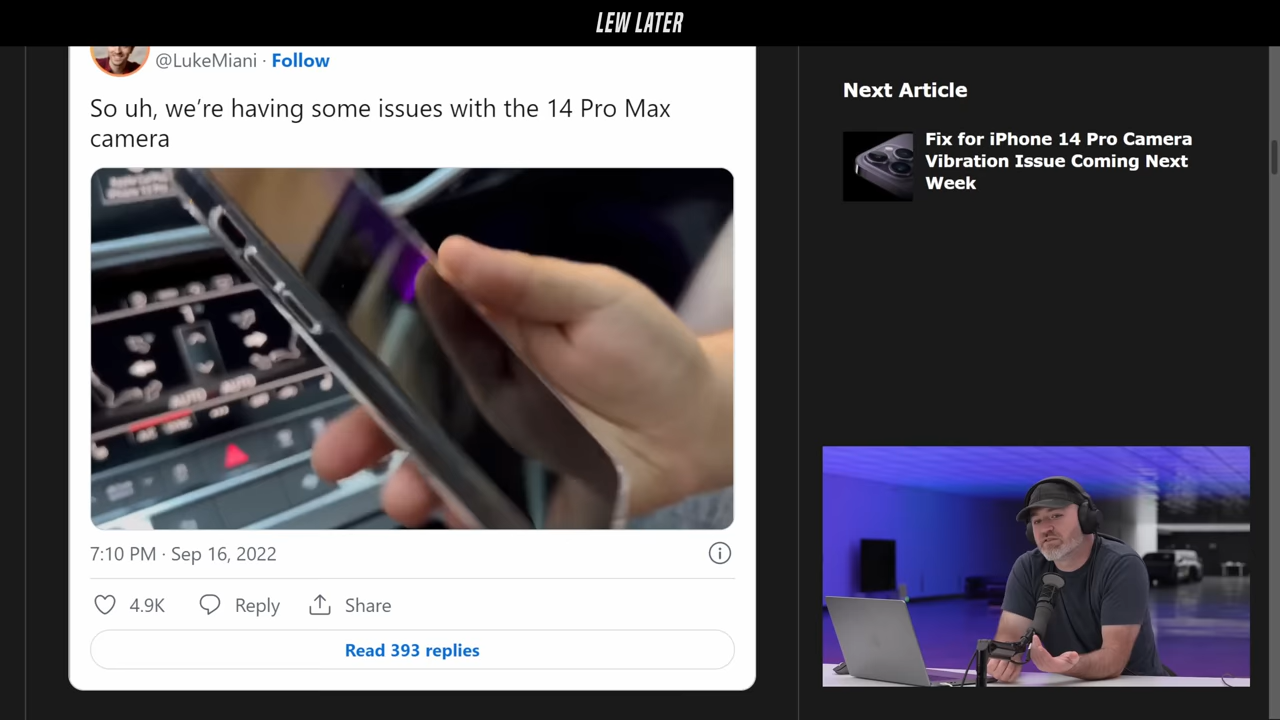 LEW LATER
@LukeMiani · Follow
So uh, we're having some issues with the 14 Pro Max
camera
AUTO AUTO
7:10 PM · Sep 16, 2022
4.9K Reply Share
Read 393 replies
Next Article
Fix for iPhone 14 Pro Camera
Vibration Issue Coming Next
Week